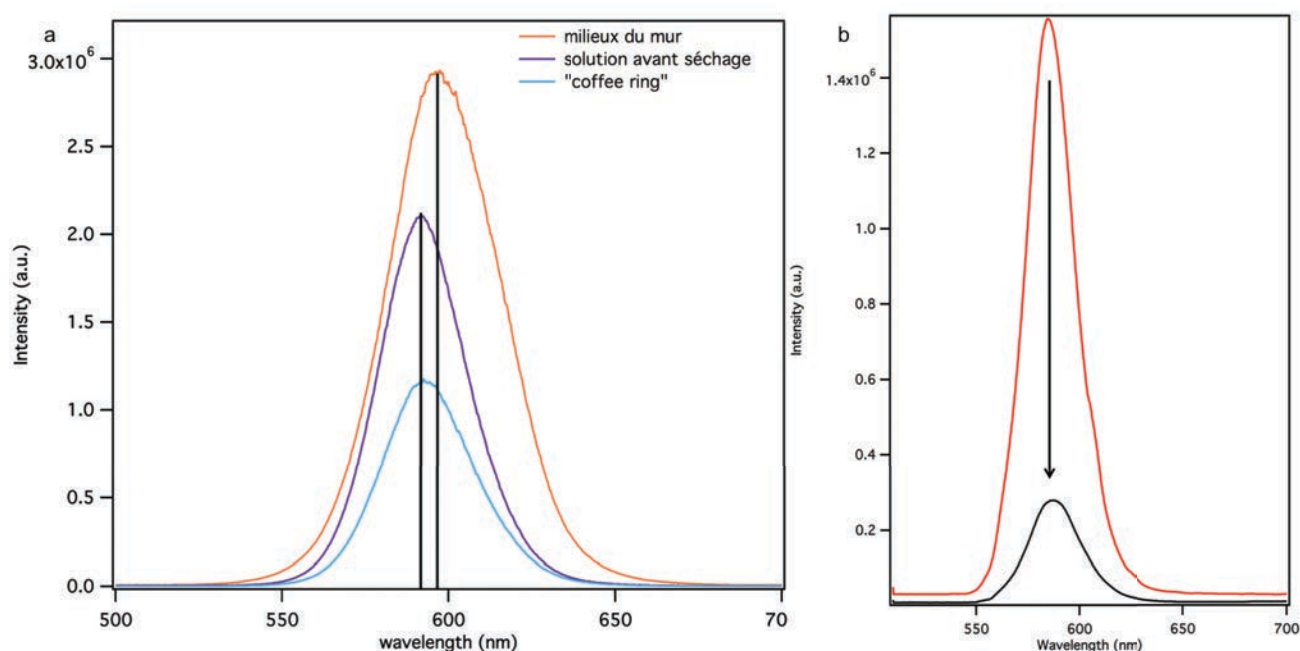 a
milieux du mur
solution avant séchage
"coffee ring"
3.0x10⁶
2.5
2.0
1.5
1.0
0.5
0.0
Intensity (a.u.)
500
550
600
650
70
wavelength (nm)
b
1.4x10⁶
1.2
1.0
0.8
0.6
0.4
0.2
Intensity (a.u.)
550
600
650
700
Wavelength (nm)